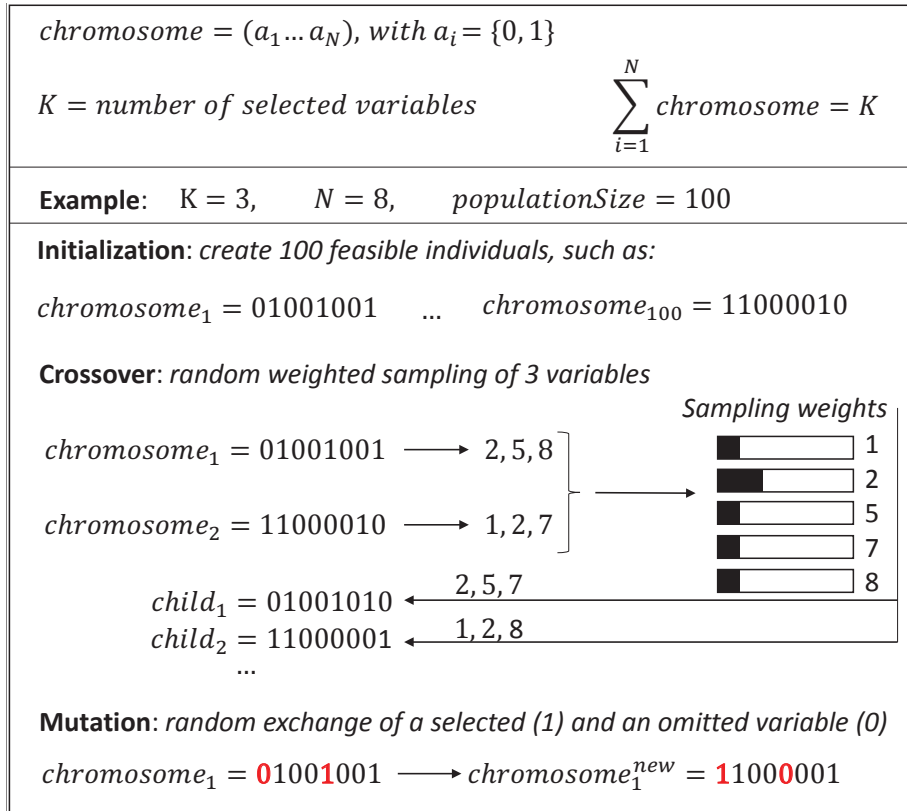 chromosome = (a₁… a_N), with aᵢ = {0, 1}
K = number of selected variables
∑_{i=1}^{N} chromosome = K
Example: K = 3, N = 8, populationSize = 100
Initialization: create 100 feasible individuals, such as:
chromosome₁ = 01001001 … chromosome₁₀₀ = 11000010
Crossover: random weighted sampling of 3 variables
Sampling weights
chromosome₁ = 01001001 → 2, 5, 8
chromosome₂ = 11000010 → 1, 2, 7
1
2
5
7
8
child₁ = 01001010 2, 5, 7
child₂ = 11000001 1, 2, 8
...
Mutation: random exchange of a selected (1) and an omitted variable (0)
chromosome₁ = 01001001 → chromosome₁ⁿᵉʷ = 11000001